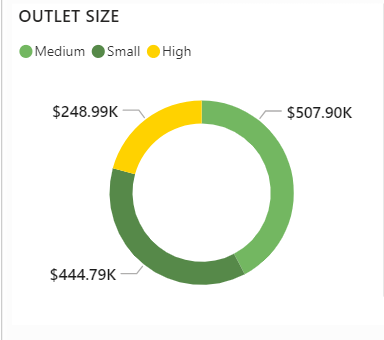 OUTLET SIZE
Medium Small High
$248.99K
$507.90K
$444.79K